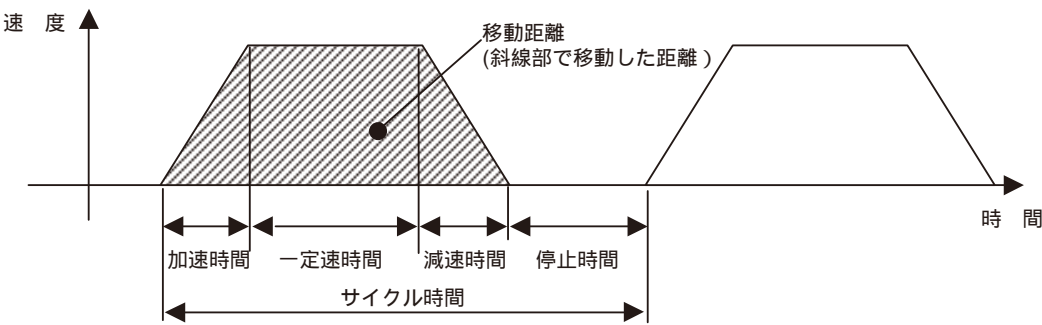 速　度
移動距離
(斜線部で移動した距離)
時　間
加速時間
一定速時間
減速時間
停止時間
サイクル時間